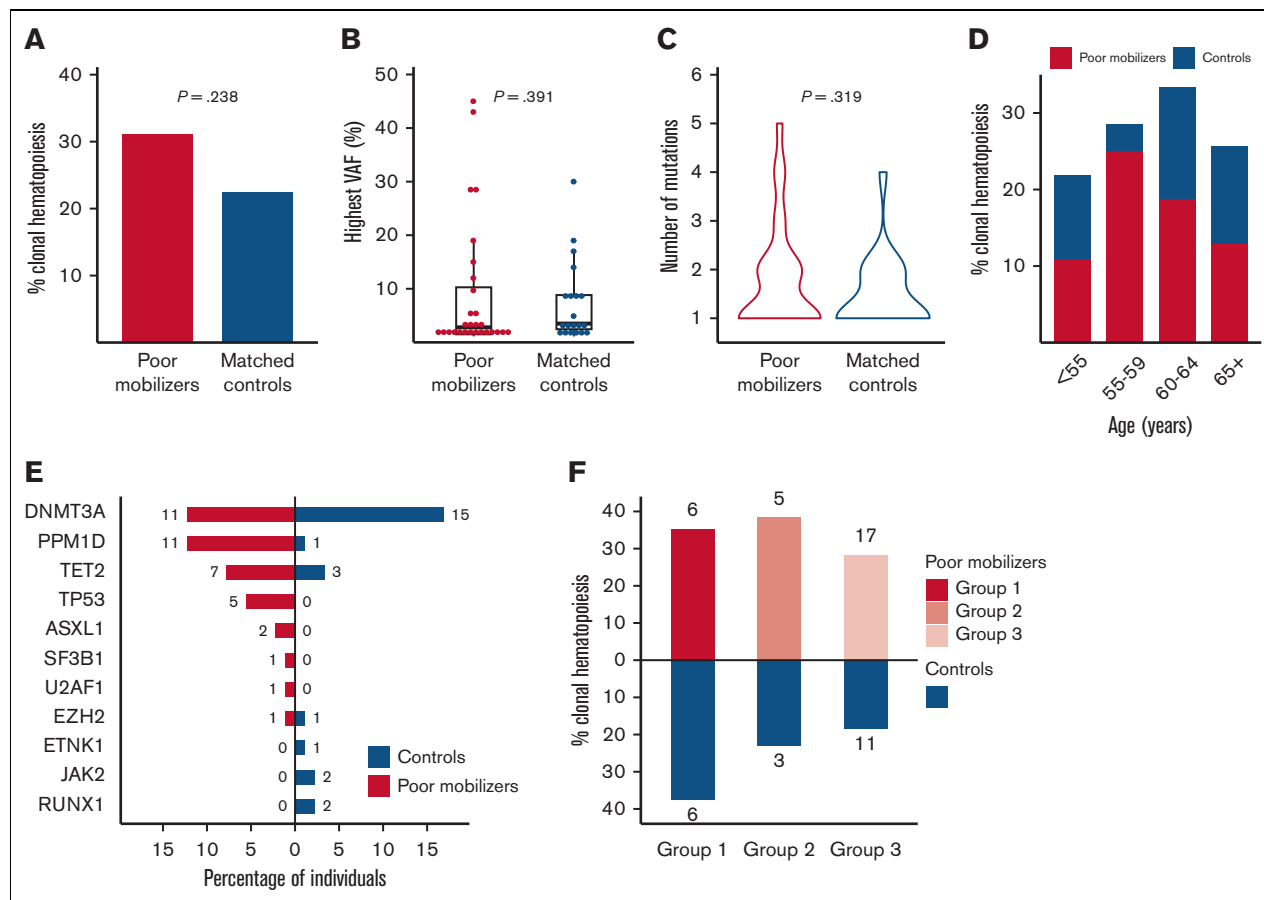 A
% clonal hematopoiesis
40
30
20
10
P = .238
Poor mobilizers
Matched controls
B
Highest VAF (%)
50
40
30
20
10
P = .391
Poor mobilizers
Matched controls
C
Number of mutations
6
5
4
3
2
1
P = .319
Poor mobilizers
Matched controls
D
Poor mobilizers
Controls
% clonal hematopoiesis
30
20
10
<55
55-59
60-64
65+
Age (years)
E
DNMT3A 11 15
PPM1D 11 1
TET2 7 3
TP53 5 0
ASXL1 2 0
SF3B1 1 0
U2AF1 1 0
EZH2 1 1
ETNK1 0 1
JAK2 0 2
RUNX1 0 2
Controls
Poor mobilizers
15 10 5 0 5 10 15
Percentage of individuals
F
% clonal hematopoiesis
40
30
20
10
0
10
20
30
40
6 5 17
6 3 11
Group 1 Group 2 Group 3
Poor mobilizers
Group 1
Group 2
Group 3
Controls